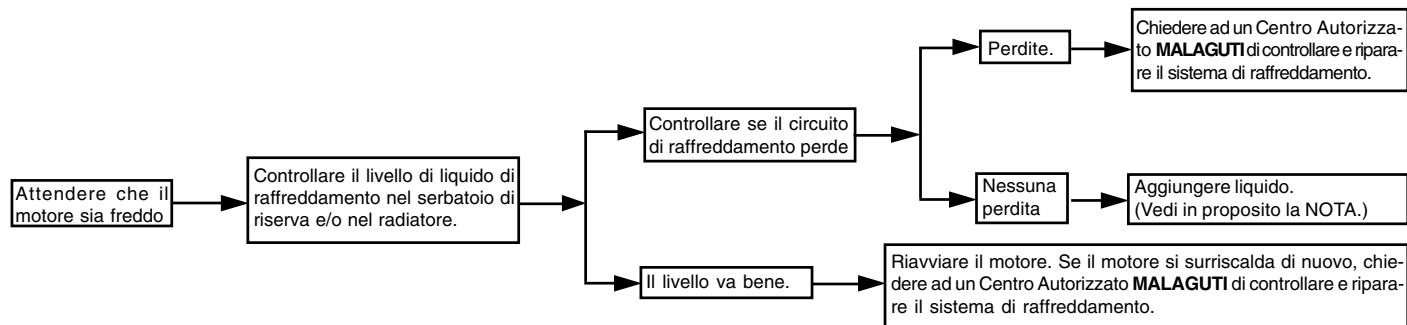 Attendere che il
motore sia freddo
Controllare il livello di liquido di
raffreddamento nel serbatoio di
riserva e/o nel radiatore.
Controllare se il circuito
di raffreddamento perde
Perdite.
Chiedere ad un Centro Autorizza-
to MALAGUTI di controllare e ripara-
re il sistema di raffreddamento.
Nessuna
perdita
Aggiungere liquido.
(Vedi in proposito la NOTA.)
Il livello va bene.
Riavviare il motore. Se il motore si surriscalda di nuovo, chie-
dere ad un Centro Autorizzato MALAGUTI di controllare e ripara-
re il sistema di raffreddamento.